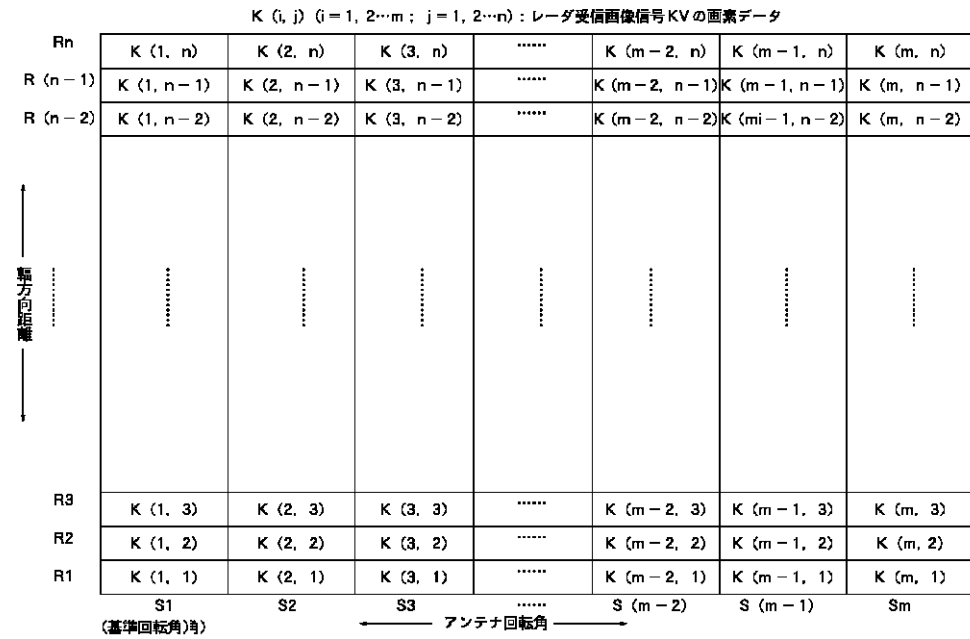 K (i, j) (i = 1, 2…m ; j = 1, 2…n) : レーダ受信画像信号KVの画素データ
Rn K (1, n) K (2, n) K (3, n) …… K (m-2, n) K (m-1, n) K (m, n)
R (n-1) K (1, n-1) K (2, n-1) K (3, n-1) …… K (m-2, n-1) K (m-1, n-1) K (m, n-1)
R (n-2) K (1, n-2) K (2, n-2) K (3, n-2) …… K (m-2, n-2) K (mi-1, n-2) K (m, n-2)
輻方向距離
R3 K (1, 3) K (2, 3) K (3, 3) …… K (m-2, 3) K (m-1, 3) K (m, 3)
R2 K (1, 2) K (2, 2) K (3, 2) …… K (m-2, 2) K (m-1, 2) K (m, 2)
R1 K (1, 1) K (2, 1) K (3, 1) …… K (m-2, 1) K (m-1, 1) K (m, 1)
S1 S2 S3 …… S (m-2) S (m-1) Sm
(基準回転角)角) ← アンテナ回転角 →